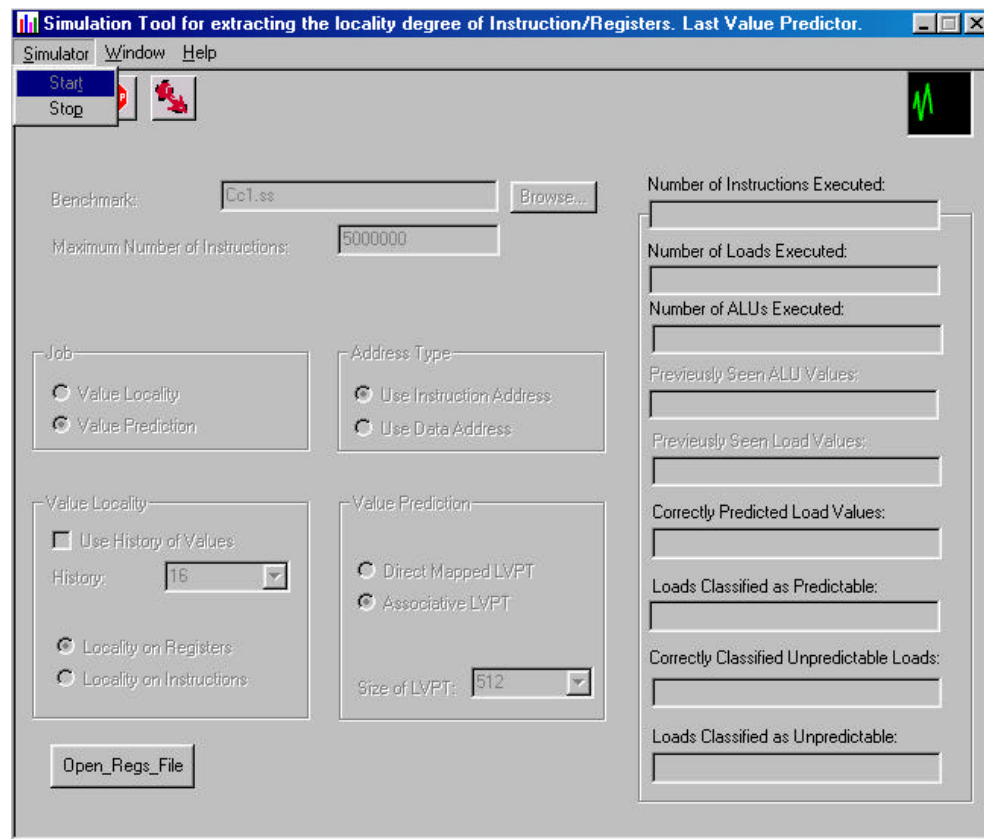 Simulation Tool for extracting the locality degree of Instruction/Registers. Last Value Predictor.
Simulator Window Help
Start
Stop
Benchmark:
Cc1.ss
Browse...
Maximum Number of Instructions:
5000000
Job
Value Locality
Value Prediction
Address Type
Use Instruction Address
Use Data Address
Value Locality
Use History of Values
History:
16
Locality on Registers
Locality on Instructions
Value Prediction
Direct Mapped LVPT
Associative LVPT
Size of LVPT:
512
Open_Regs_File
Number of Instructions Executed:
Number of Loads Executed:
Number of ALUs Executed:
Previously Seen ALU Values:
Previously Seen Load Values:
Correctly Predicted Load Values:
Loads Classified as Predictable:
Correctly Classified Unpredictable Loads:
Loads Classified as Unpredictable: